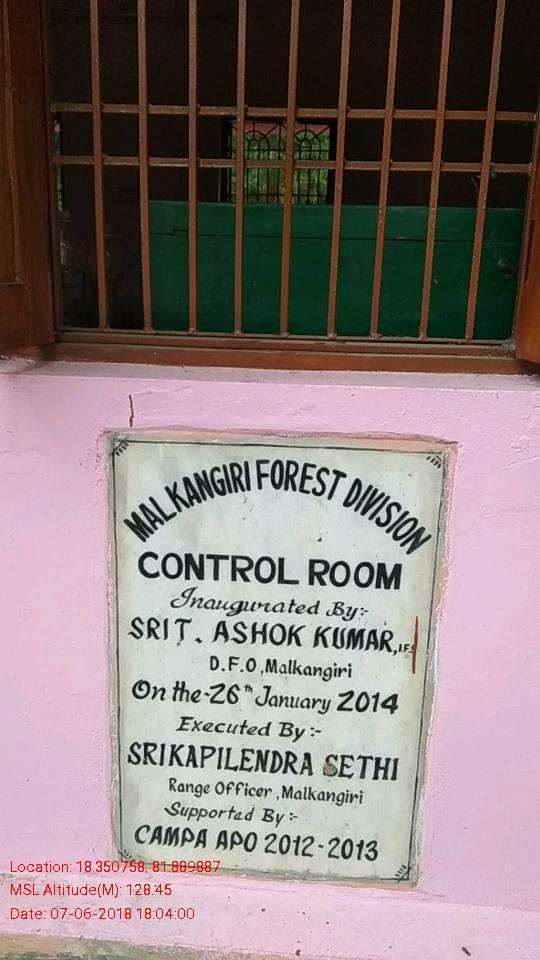 MALKANGIRI FOREST DIVISION
CONTROL ROOM
Inaugurated By:-
SRI T. ASHOK KUMAR, I.F.S
D.F.O, Malkangiri
On the-26th January 2014
Executed By:-
SRI KAPILENDRA SETHI
Range Officer, Malkangiri
Supported By:-
CAMPA APO 2012-2013
Location: 18.350758, 81.889887
MSL Altitude(M): 128.45
Date: 07-06-2018 18:04:00